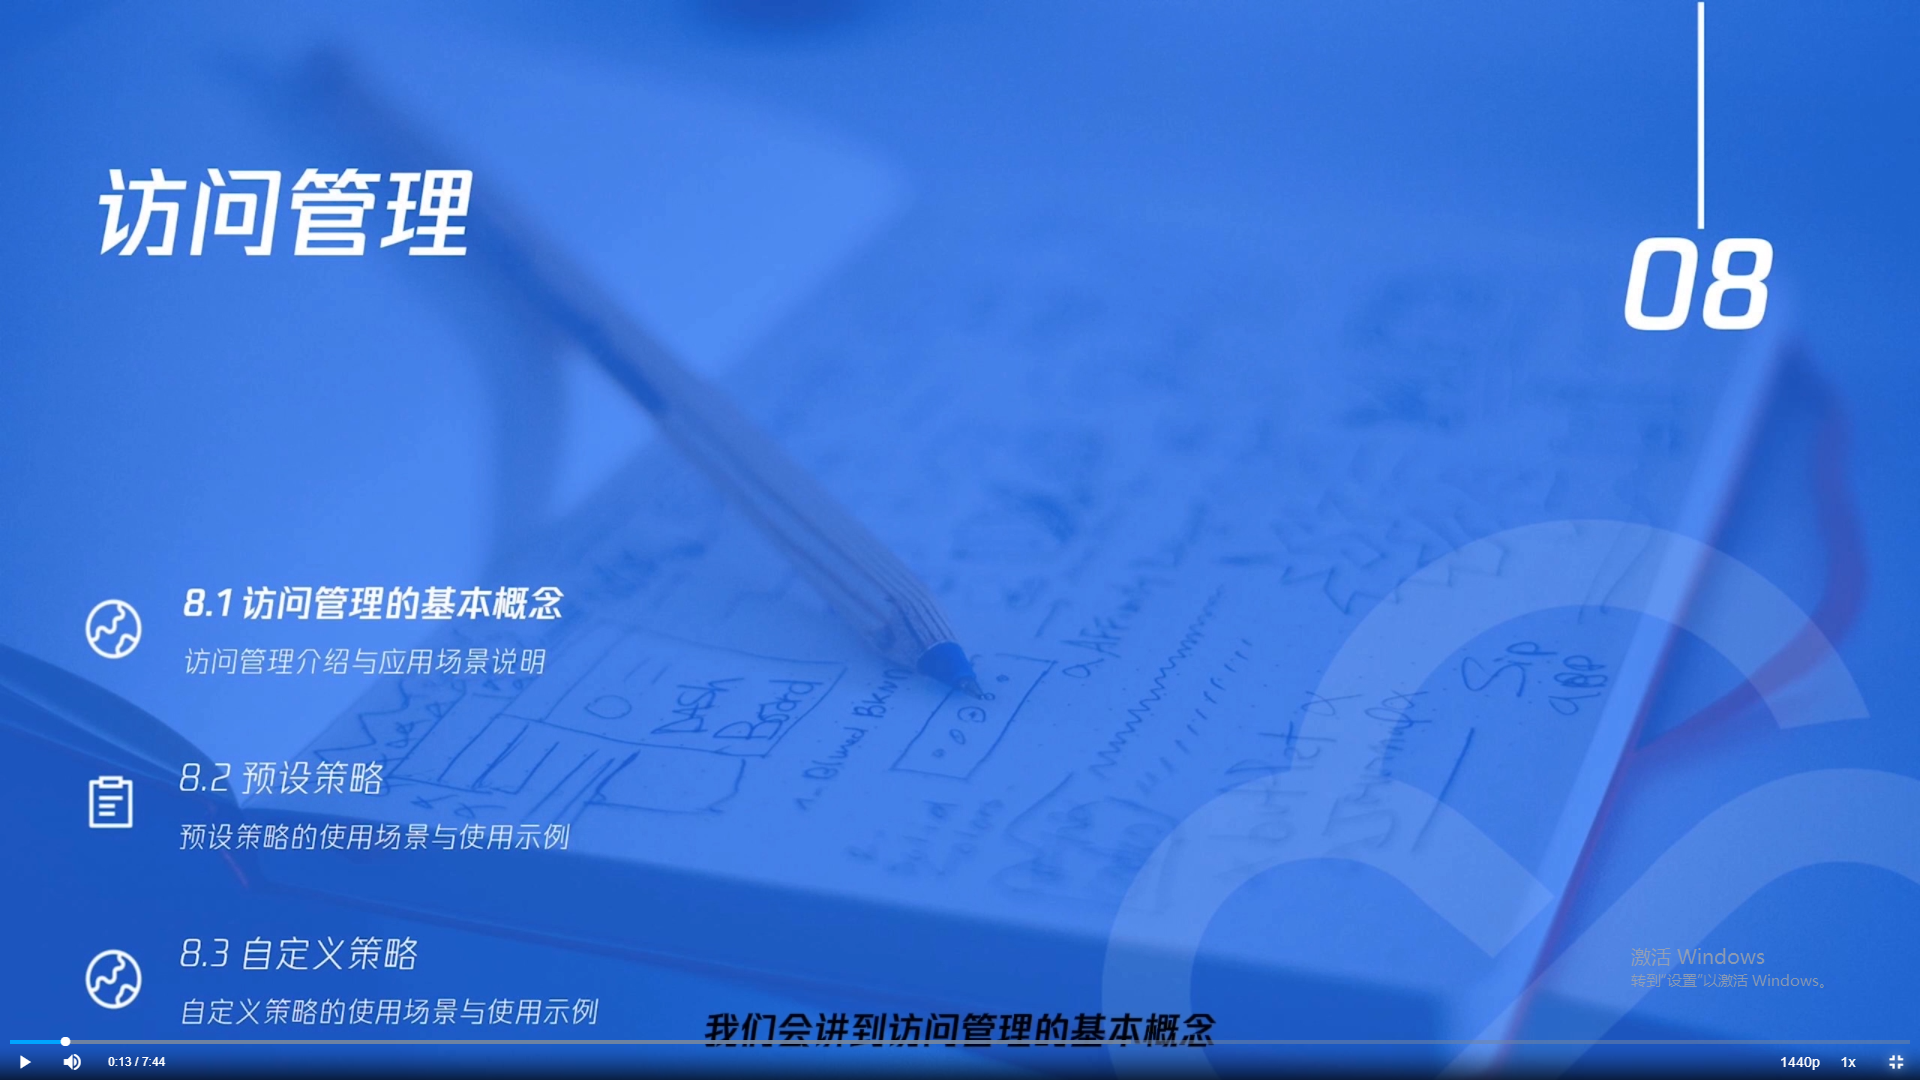 访问管理
08
8.1 访问管理的基本概念
访问管理介绍与应用场景说明
8.2 预设策略
预设策略的使用场景与使用示例
8.3 自定义策略
自定义策略的使用场景与使用示例
Dash
Board
Sip
app
激活 Windows
转到“设置”以激活 Windows。
我们会讲到访问管理的基本概念
0:13 / 7:44
1440p
1x